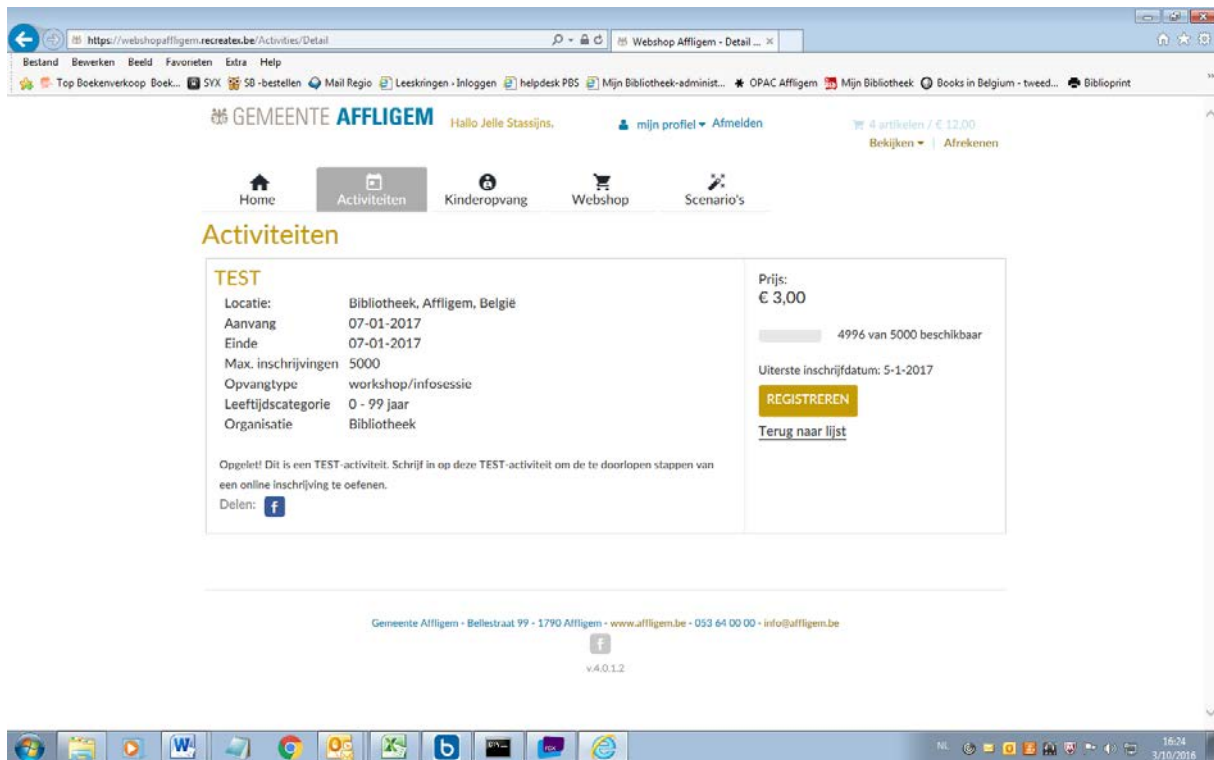 https://webshopaffligem.recreatex.be/Activities/Detail
Webshop Affligem - Detail ...
Bestand Bewerken Beeld Favorieten Extra Help
Top Boekenverkoop Boek... SYX SB -bestellen Mail Regio Leeskringen - Inloggen helpdesk PBS Mijn Bibliotheek-administ... OPAC Affligem Mijn Bibliotheek Books in Belgium - tweed... Biblioprint
GEMEENTE AFFLIGEM Hallo Jelle Stassijns. mijn profiel Afmelden 4 artikelen / € 12,00
Bekijken Afrekenen
Home Activiteiten Kinderopvang Webshop Scenario's
Activiteiten
TEST
Locatie: Bibliotheek, Affligem, België
Aanvang 07-01-2017
Einde 07-01-2017
Max. inschrijvingen 5000
Opvangtype workshop/infosessie
Leeftijdscategorie 0 - 99 jaar
Organisatie Bibliotheek
Opgelet! Dit is een TEST-activiteit. Schrijf in op deze TEST-activiteit om de te doorlopen stappen van
een online inschrijving te oefenen.
Delen:
Prijs:
€ 3,00
4996 van 5000 beschikbaar
Uiterste inschrijfdatum: 5-1-2017
REGISTREREN
Terug naar lijst
Gemeente Affligem - Bellestraat 99 - 1790 Affligem - www.affligem.be - 053 64 00 00 - info@affligem.be
v.4.0.1.2
NL 16:24
3/10/2016